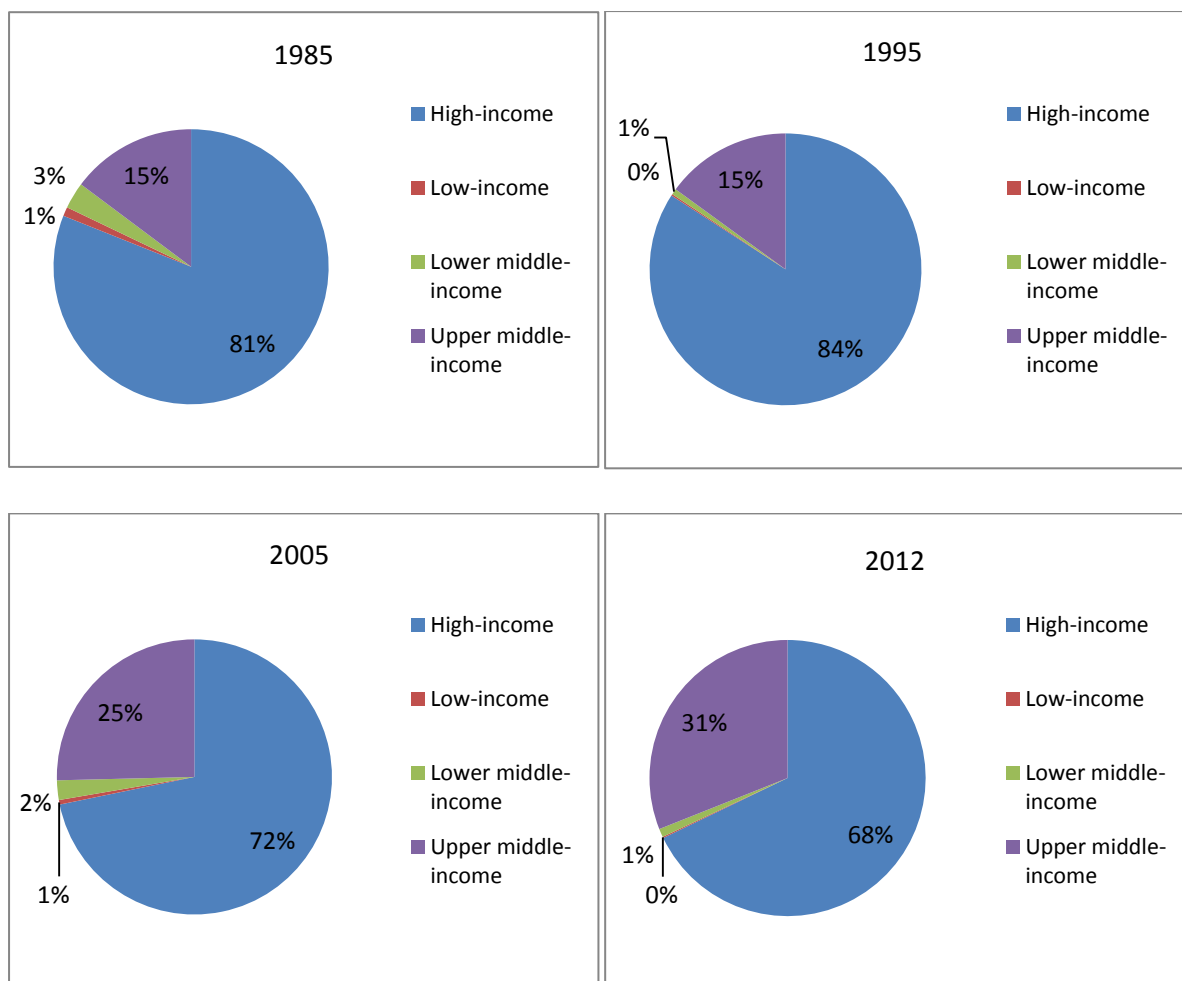 1985
High-income
Low-income
Lower middle-
income
Upper middle-
income
3%
15%
1%
81%
1995
High-income
Low-income
Lower middle-
income
Upper middle-
income
1%
0%
15%
84%
2005
High-income
Low-income
Lower middle-
income
Upper middle-
income
25%
2%
72%
1%
2012
High-income
Low-income
Lower middle-
income
Upper middle-
income
31%
68%
1%
0%